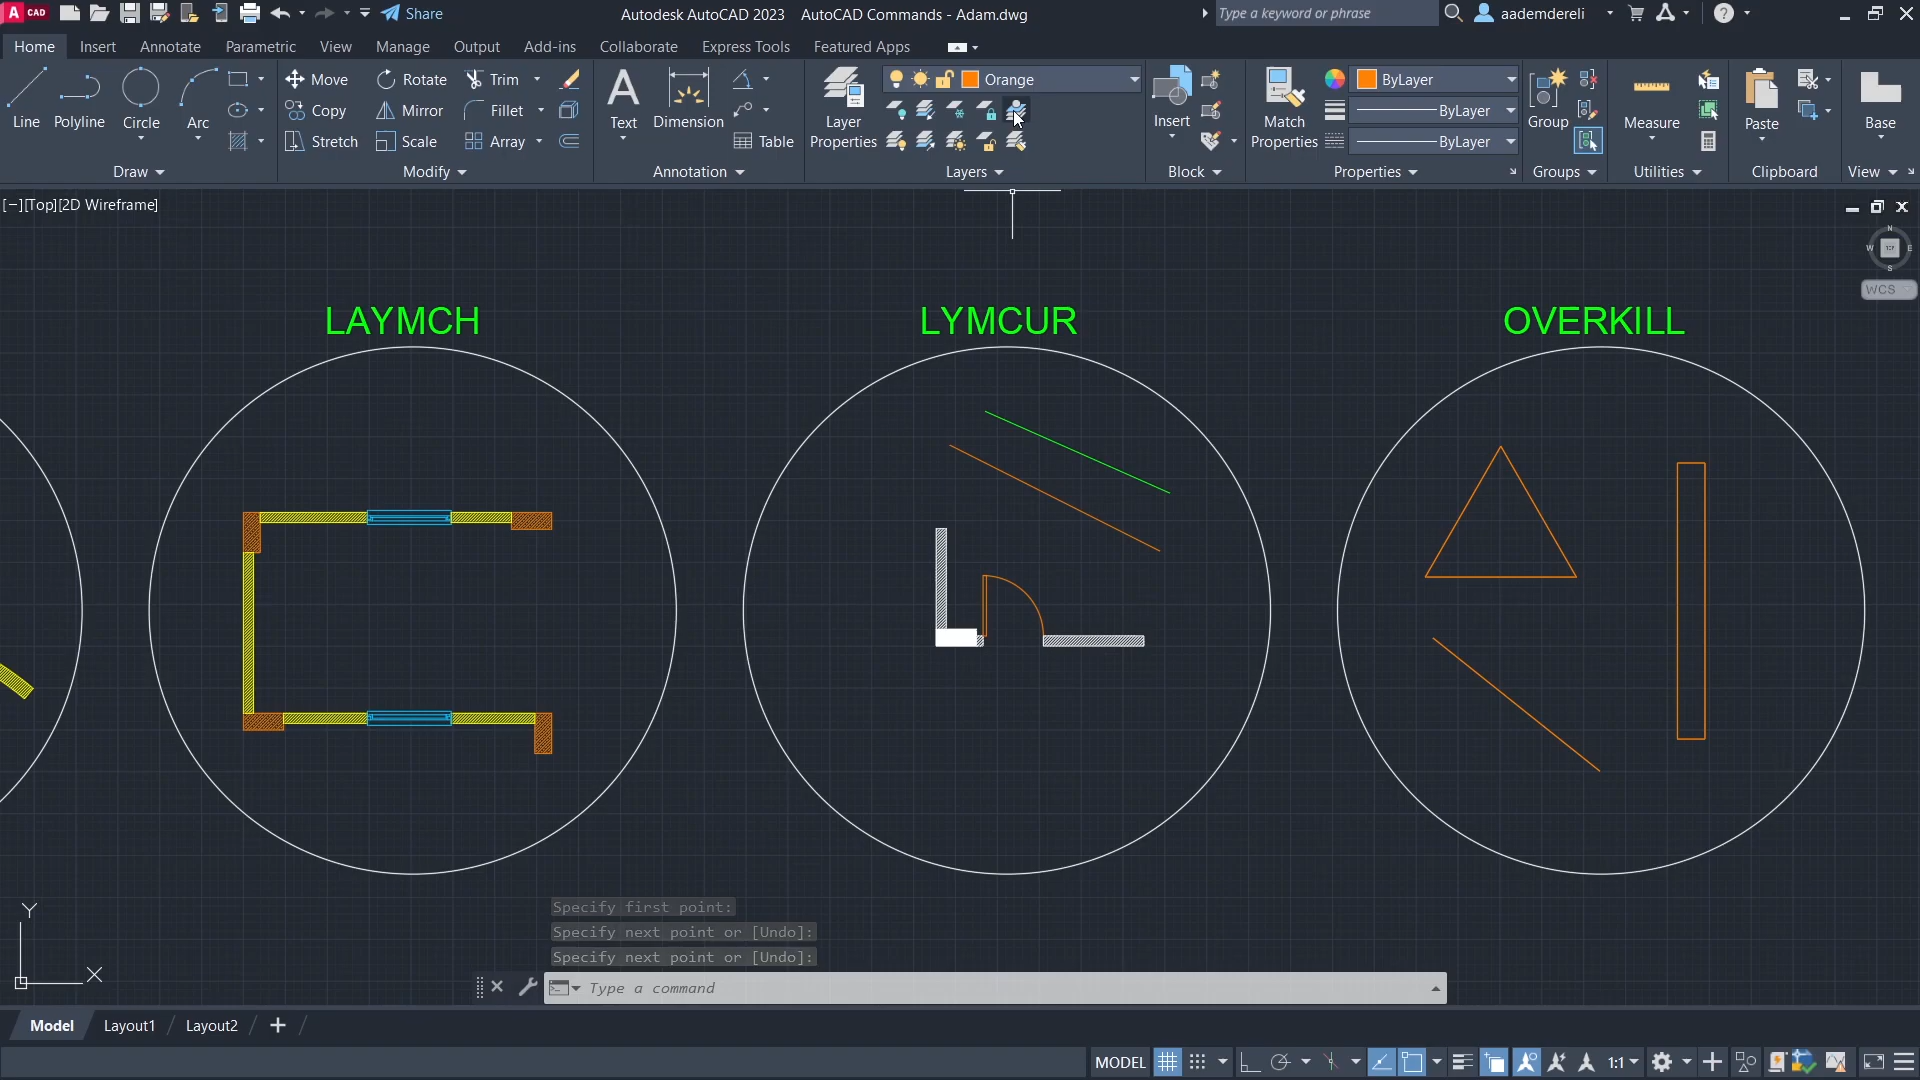 A CAD
Share
Autodesk AutoCAD 2023 AutoCAD Commands - Adam.dwg
Type a keyword or phrase
aademdereli
Home Insert Annotate Parametric View Manage Output Add-ins Collaborate Express Tools Featured Apps
Move Rotate Trim
Orange
ByLayer
Copy Mirror Fillet
ByLayer
Line Polyline Circle Arc
Text Dimension
Layer
Properties
Insert
Match
Properties
Group
Measure
Paste
Base
Stretch Scale Array
Table
ByLayer
Draw Modify Annotation Layers Block Properties Groups Utilities Clipboard View
[−][Top][2D Wireframe]
N
W E
S
TOP
WCS
LAYMCH LYMCUR OVERKILL
Y
X
Specify first point:
Specify next point or [Undo]:
Specify next point or [Undo]:
Type a command
Model Layout1 Layout2
MODEL
1:1